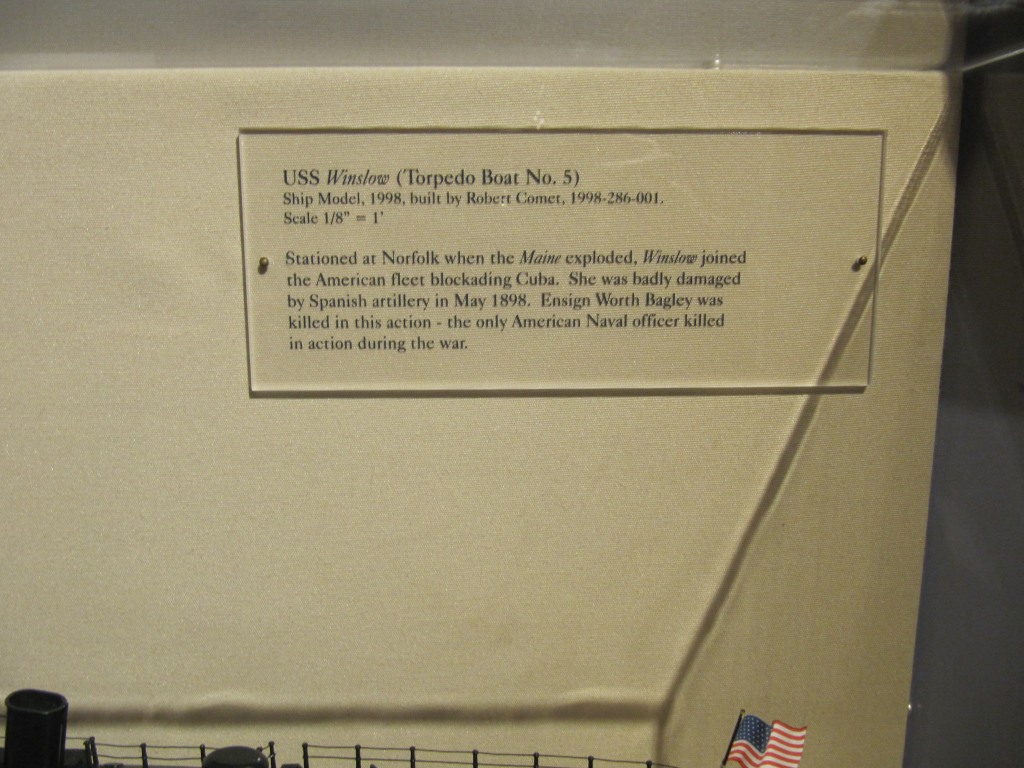 USS Winslow (Torpedo Boat No. 5)
Ship Model, 1998, built by Robert Comet, 1998-286-001.
Scale 1/8" = 1'
Stationed at Norfolk when the Maine exploded, Winslow joined
the American fleet blockading Cuba. She was badly damaged
by Spanish artillery in May 1898. Ensign Worth Bagley was
killed in this action - the only American Naval officer killed
in action during the war.